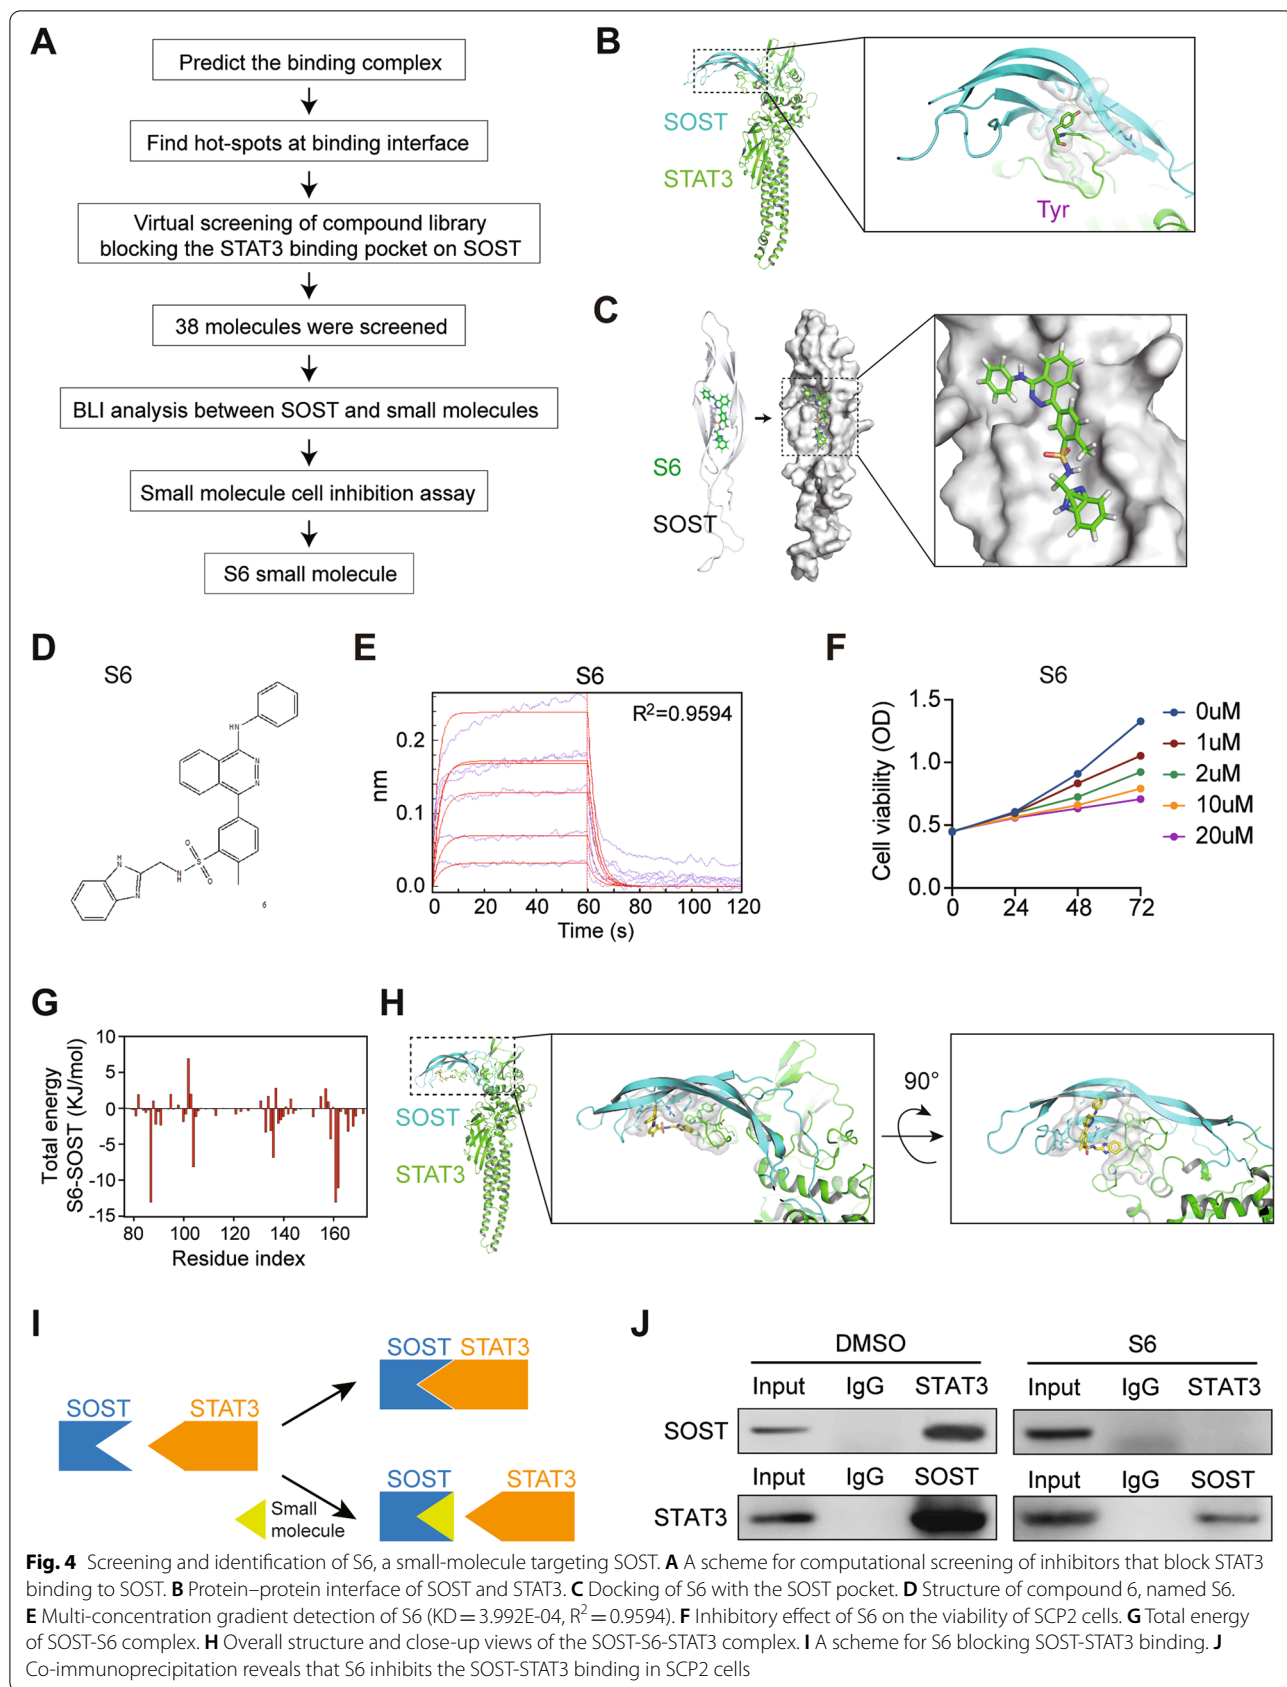 A
Predict the binding complex
Find hot-spots at binding interface
Virtual screening of compound library
blocking the STAT3 binding pocket on SOST
38 molecules were screened
BLI analysis between SOST and small molecules
Small molecule cell inhibition assay
S6 small molecule
B
SOST
STAT3
Tyr
C
S6
SOST
D
S6
HN
N
N
O
S
O
N
H
H
N
N
6
E
S6
R²=0.9594
nm
0.2
0.1
0.0
0 20 40 60 80 100 120
Time (s)
F
S6
Cell viability (OD)
1.5
1.0
0.5
0.0
0 24 48 72
0uM
1uM
2uM
10uM
20uM
G
Total energy
S6-SOST (KJ/mol)
10
5
0
-5
-10
-15
80 100 120 140 160
Residue index
H
SOST
STAT3
90°
I
SOST STAT3
SOST STAT3
SOST STAT3
Small
molecule
J
DMSO S6
Input IgG STAT3 Input IgG STAT3
SOST
Input IgG SOST Input IgG SOST
STAT3
Fig. 4 Screening and identification of S6, a small-molecule targeting SOST. A A scheme for computational screening of inhibitors that block STAT3
binding to SOST. B Protein–protein interface of SOST and STAT3. C Docking of S6 with the SOST pocket. D Structure of compound 6, named S6.
E Multi-concentration gradient detection of S6 (KD = 3.992E-04, R² = 0.9594). F Inhibitory effect of S6 on the viability of SCP2 cells. G Total energy
of SOST-S6 complex. H Overall structure and close-up views of the SOST-S6-STAT3 complex. I A scheme for S6 blocking SOST-STAT3 binding. J
Co-immunoprecipitation reveals that S6 inhibits the SOST-STAT3 binding in SCP2 cells